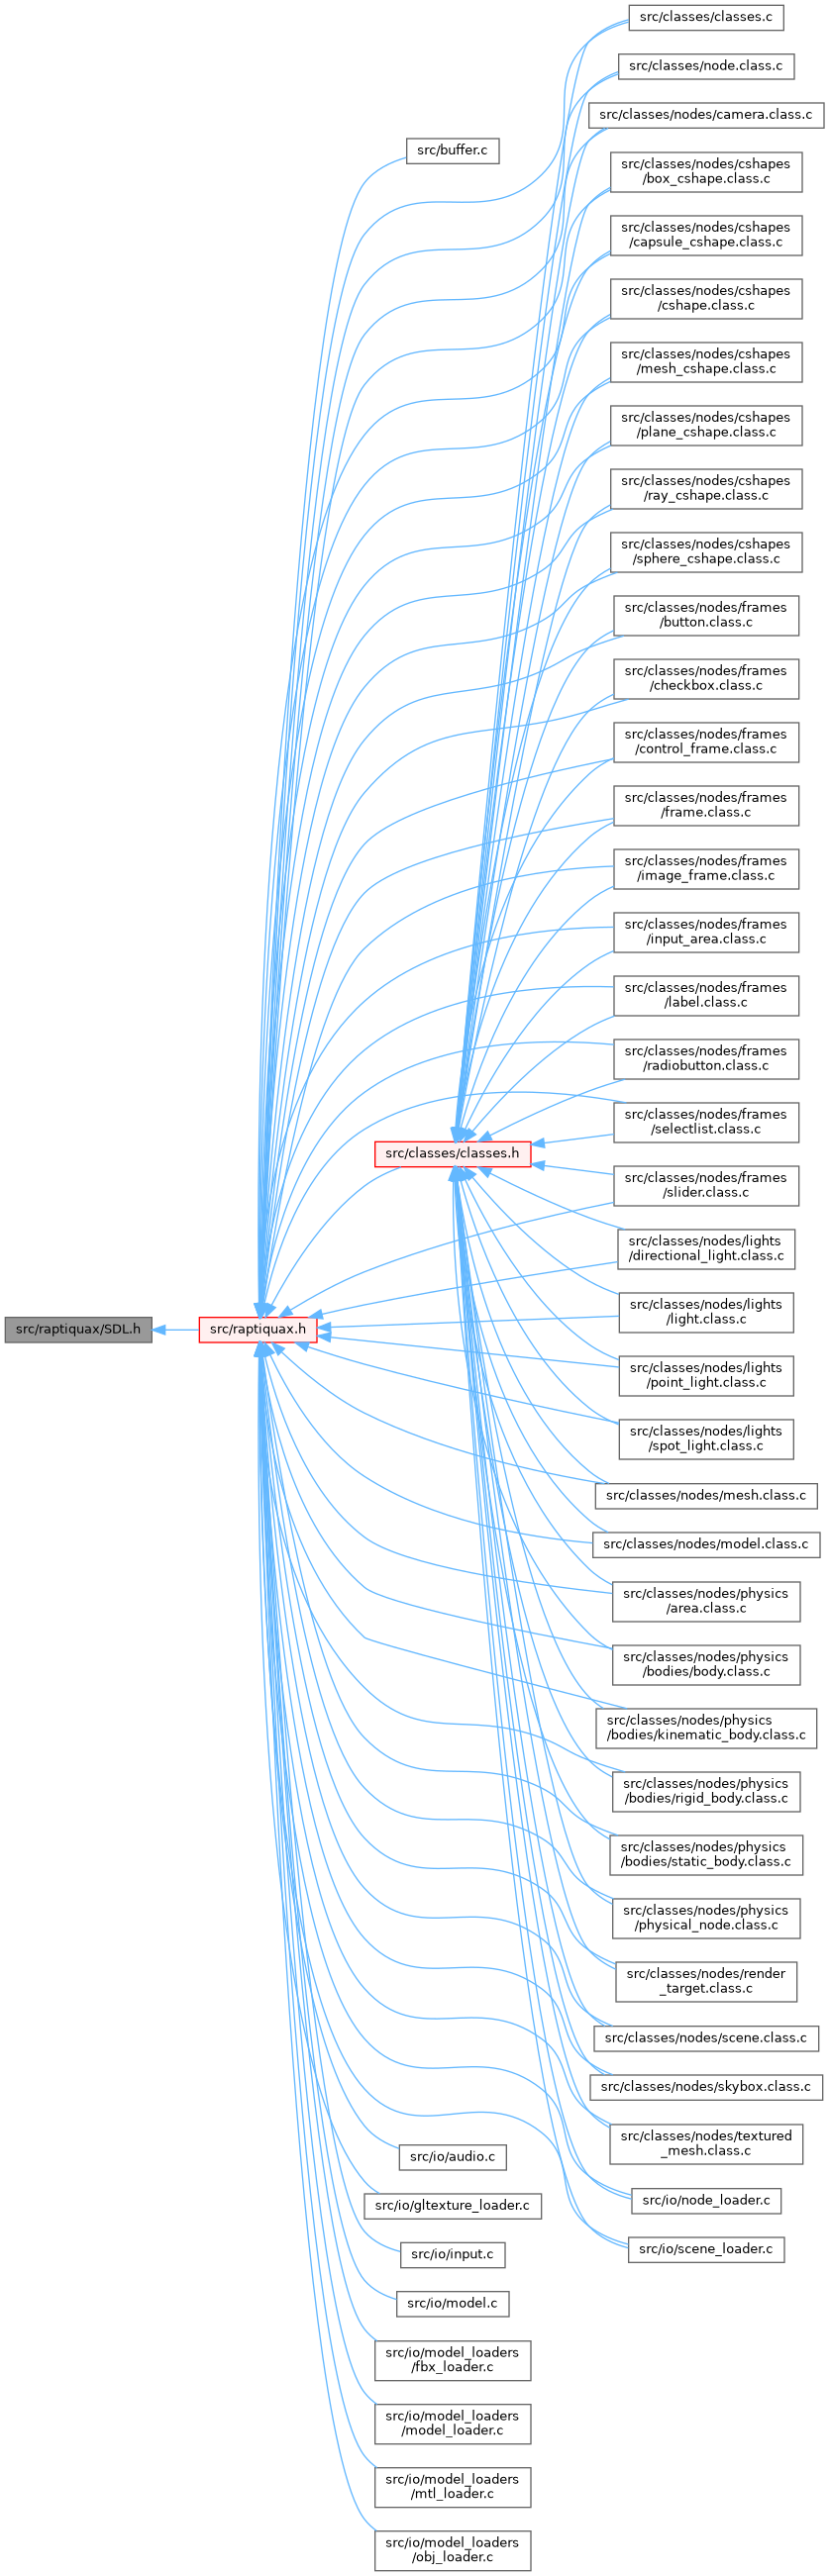 src/classes/classes.c
src/classes/node.class.c
src/classes/nodes/camera.class.c
src/buffer.c
src/classes/nodes/cshapes
/box_cshape.class.c
src/classes/nodes/cshapes
/capsule_cshape.class.c
src/classes/nodes/cshapes
/cshape.class.c
src/classes/nodes/cshapes
/mesh_cshape.class.c
src/classes/nodes/cshapes
/plane_cshape.class.c
src/classes/nodes/cshapes
/ray_cshape.class.c
src/classes/nodes/cshapes
/sphere_cshape.class.c
src/classes/nodes/frames
/button.class.c
src/classes/nodes/frames
/checkbox.class.c
src/classes/nodes/frames
/control_frame.class.c
src/classes/nodes/frames
/frame.class.c
src/classes/nodes/frames
/image_frame.class.c
src/classes/nodes/frames
/input_area.class.c
src/classes/nodes/frames
/label.class.c
src/classes/nodes/frames
/radiobutton.class.c
src/classes/nodes/frames
/selectlist.class.c
src/classes/classes.h
src/classes/nodes/frames
/slider.class.c
src/classes/nodes/lights
/directional_light.class.c
src/classes/nodes/lights
/light.class.c
src/raptiquax/SDL.h
src/raptiquax.h
src/classes/nodes/lights
/point_light.class.c
src/classes/nodes/lights
/spot_light.class.c
src/classes/nodes/mesh.class.c
src/classes/nodes/model.class.c
src/classes/nodes/physics
/area.class.c
src/classes/nodes/physics
/bodies/body.class.c
src/classes/nodes/physics
/bodies/kinematic_body.class.c
src/classes/nodes/physics
/bodies/rigid_body.class.c
src/classes/nodes/physics
/bodies/static_body.class.c
src/classes/nodes/physics
/physical_node.class.c
src/classes/nodes/render
_target.class.c
src/classes/nodes/scene.class.c
src/classes/nodes/skybox.class.c
src/classes/nodes/textured
_mesh.class.c
src/io/audio.c
src/io/node_loader.c
src/io/gltexture_loader.c
src/io/scene_loader.c
src/io/input.c
src/io/model.c
src/io/model_loaders
/fbx_loader.c
src/io/model_loaders
/model_loader.c
src/io/model_loaders
/mtl_loader.c
src/io/model_loaders
/obj_loader.c